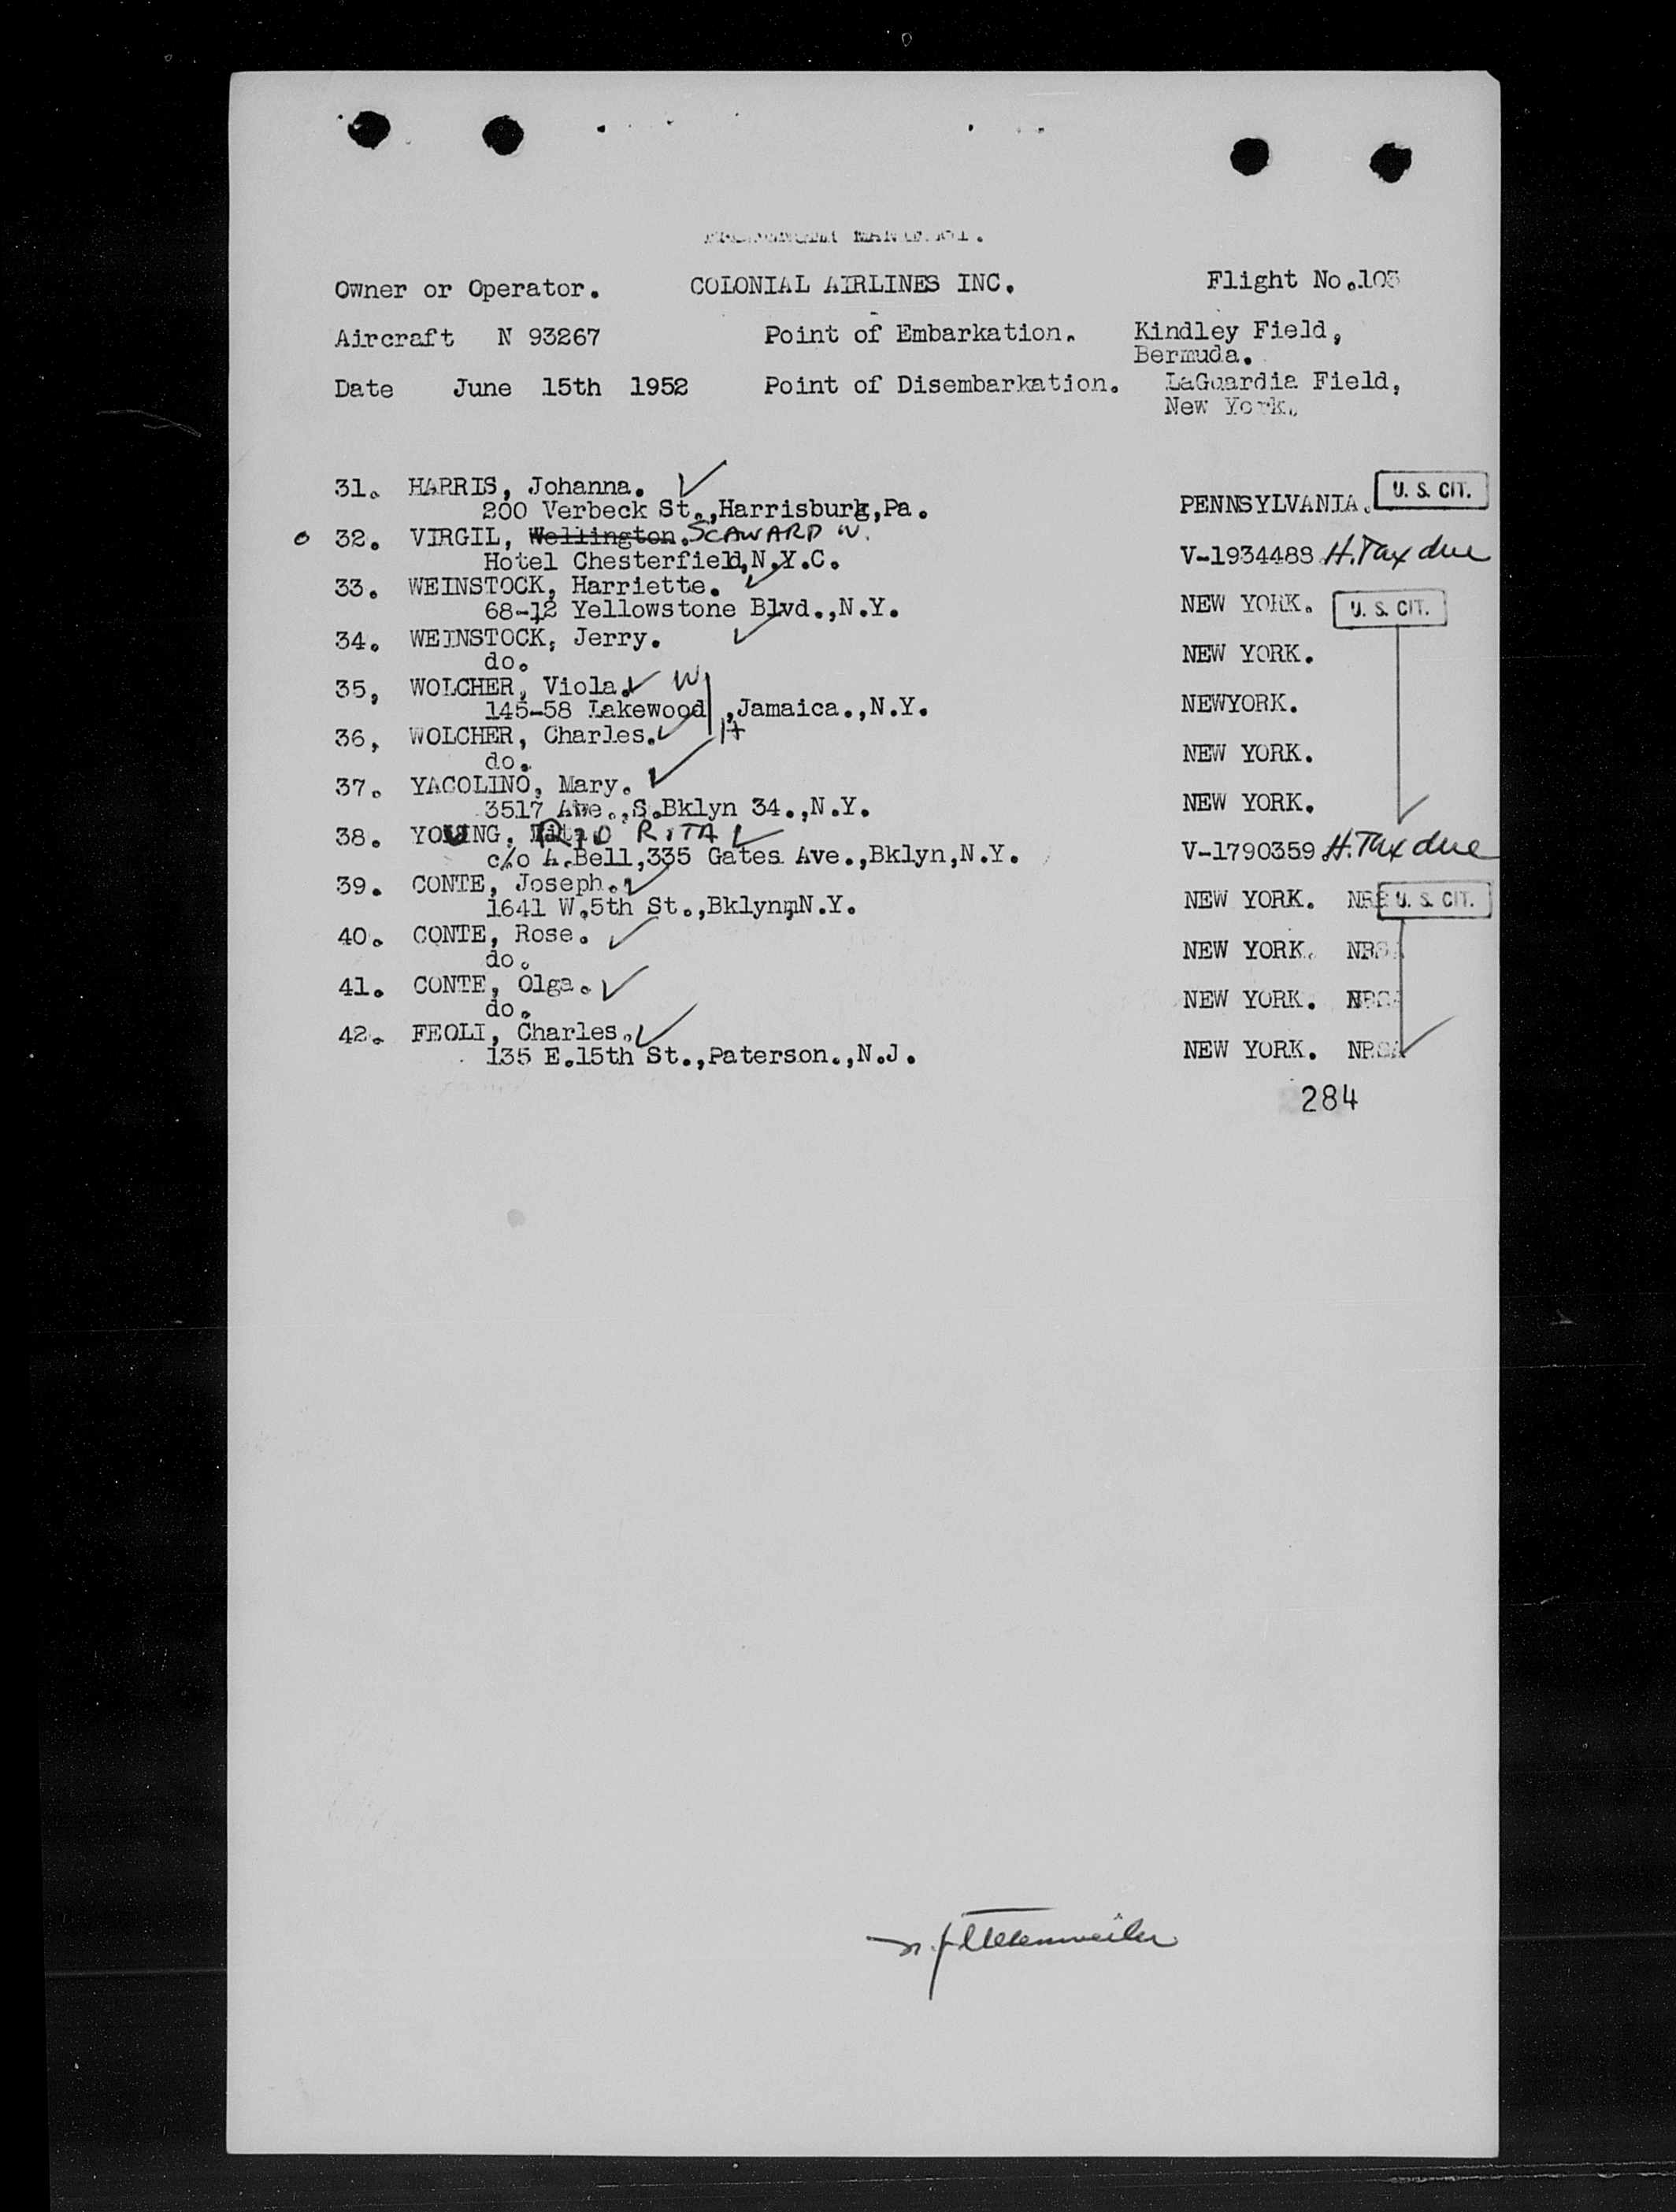 PASSENGER MANIFEST.
Owner or Operator. COLONIAL AIRLINES INC. Flight No.103
Aircraft N 93267 Point of Embarkation. Kindley Field,
Bermuda.
Date June 15th 1952 Point of Disembarkation. LaGuardia Field,
New York.
31. HARRIS, Johanna. ✓ U. S. CIT.
200 Verbeck St.,Harrisburg,Pa. PENNSYLVANIA.
32. VIRGIL, Wellington.
Hotel Chesterfield,N.Y.C. V-1934488 H.Tax due
33. WEINSTOCK, Harriette. ✓
68-12 Yellowstone Blvd.,N.Y. NEW YORK. U. S. CIT.
34. WEINSTOCK, Jerry. ✓
do. NEW YORK.
35, WOLCHER, Viola. ✓ W
145-58 Lakewood ,Jamaica.,N.Y. NEWYORK.
36, WOLCHER, Charles. ✓ H
do. NEW YORK.
37. YACOLINO, Mary. ✓
3517 Ave.,S.Bklyn 34.,N.Y. NEW YORK.
38. YOUNG, RITA ✓
c/o A.Bell,335 Gates Ave.,Bklyn,N.Y. V-1790359 H.Tax due
39. CONTE, Joseph. ✓
1641 W.5th St.,Bklyn,N.Y. NEW YORK. U. S. CIT.
40. CONTE, Rose. ✓
do. NEW YORK.
41. CONTE, Olga. ✓
do. NEW YORK.
42. FEOLI, Charles. ✓
135 E.15th St.,Paterson.,N.J. NEW YORK. NRSA
284